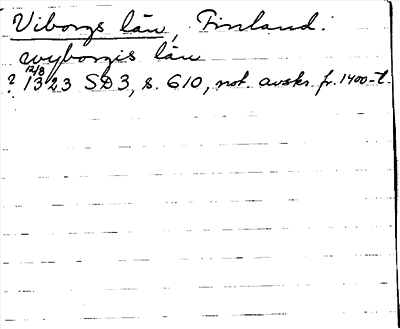 Viborgs län, Finland.
wyborgis län
? 12/8 1323 SD3, s. 610, not. avskr. fr. 1400-t.